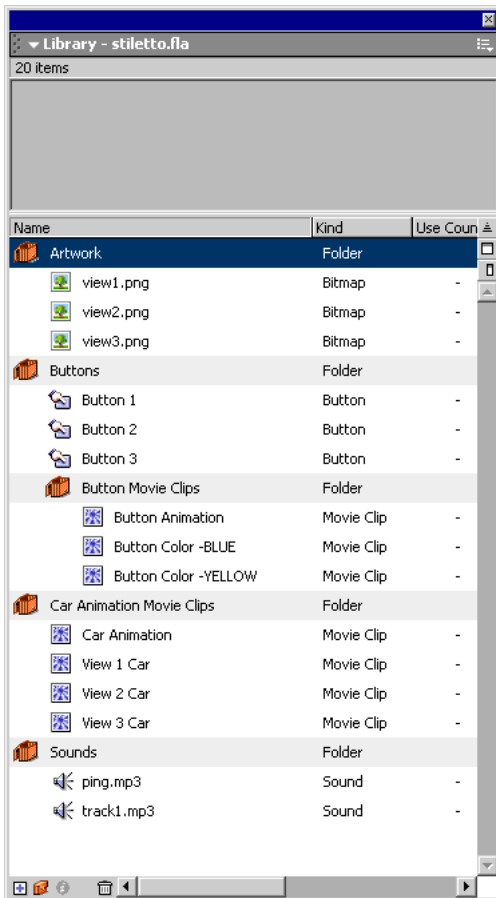 Library - stiletto.fla
20 items
Name Kind Use Coun
Artwork Folder
view1.png Bitmap -
view2.png Bitmap -
view3.png Bitmap -
Buttons Folder
Button 1 Button -
Button 2 Button -
Button 3 Button -
Button Movie Clips Folder
Button Animation Movie Clip -
Button Color -BLUE Movie Clip -
Button Color -YELLOW Movie Clip -
Car Animation Movie Clips Folder
Car Animation Movie Clip -
View 1 Car Movie Clip -
View 2 Car Movie Clip -
View 3 Car Movie Clip -
Sounds Folder
ping.mp3 Sound -
track1.mp3 Sound -